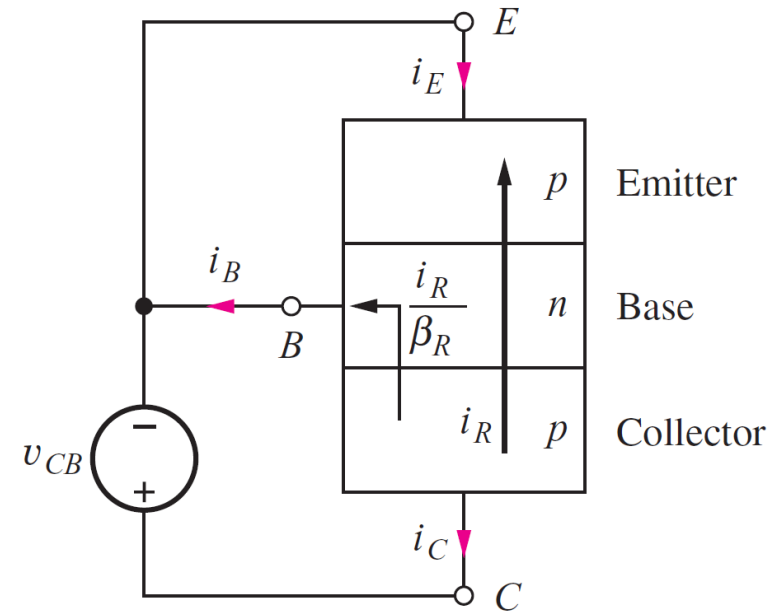 E
i_E
p Emitter
i_B
i_R
β_R
n Base
B
−
v_CB
+
i_R p Collector
i_C
C